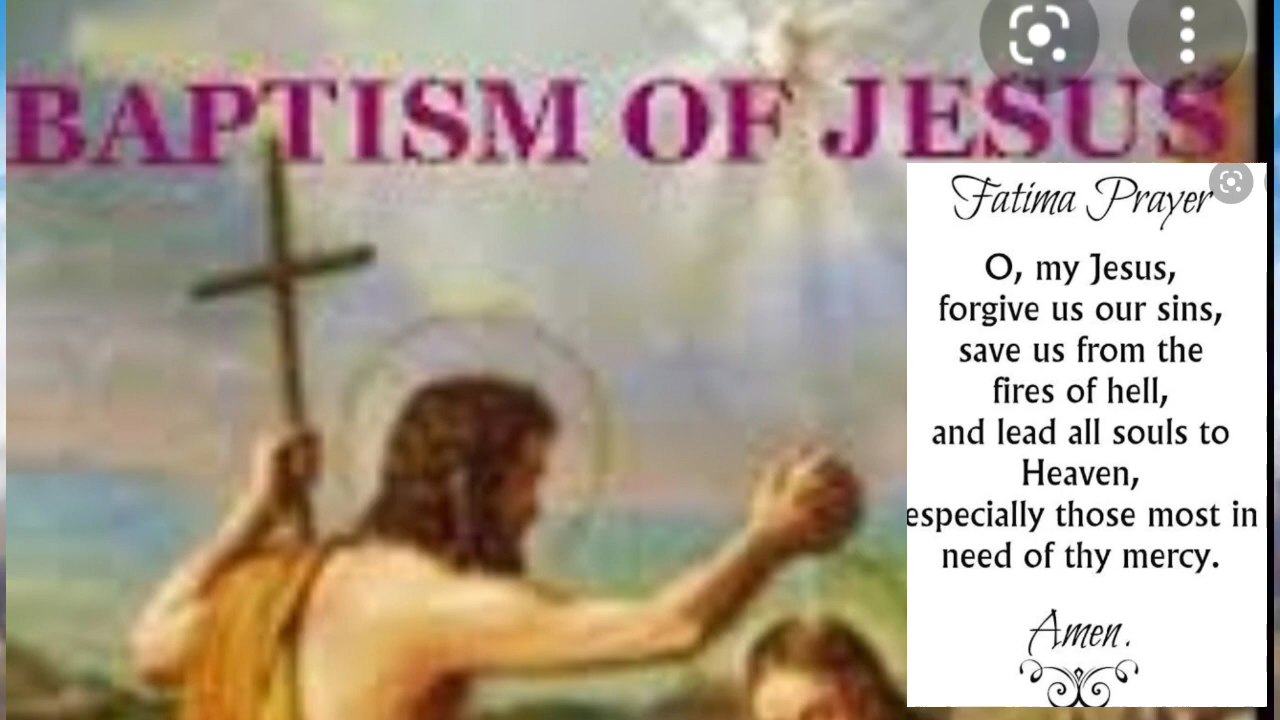 BAPTISM OF JESUS
Fatima Prayer
O, my Jesus,
forgive us our sins,
save us from the
fires of hell,
and lead all souls to
Heaven,
especially those most in
need of thy mercy.
Amen.